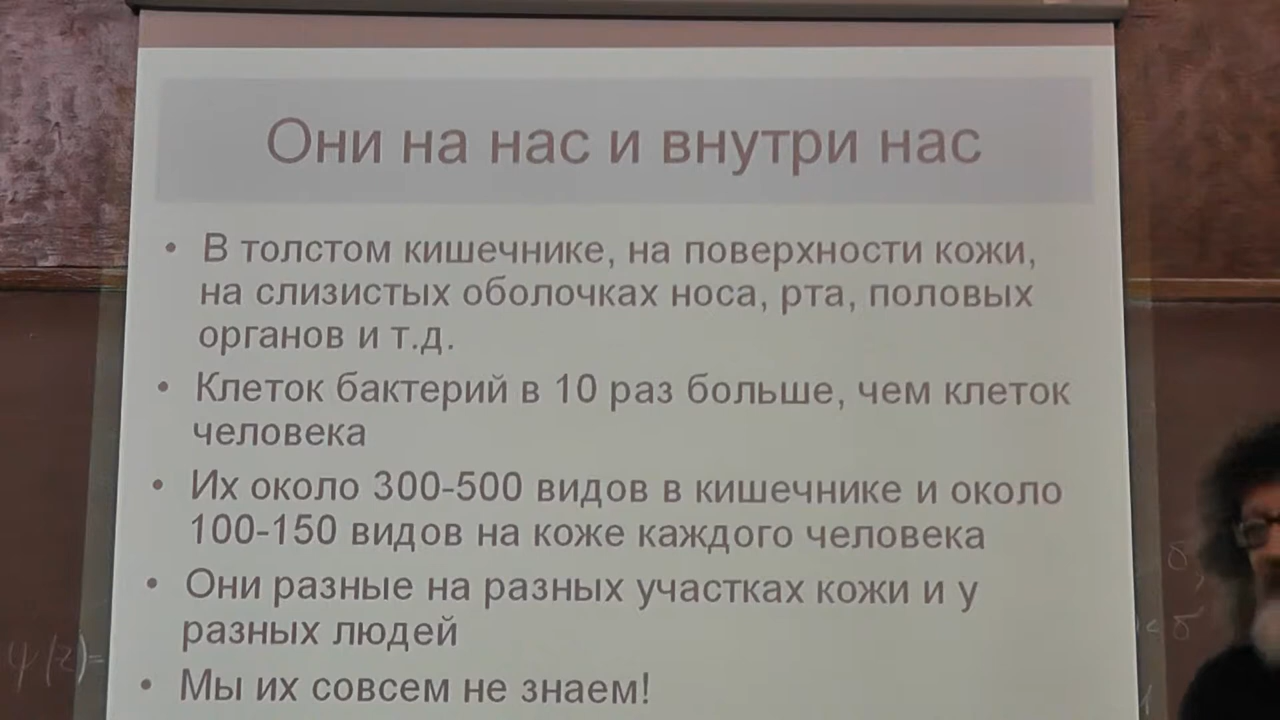 Они на нас и внутри нас
• В толстом кишечнике, на поверхности кожи,
на слизистых оболочках носа, рта, половых
органов и т.д.
• Клеток бактерий в 10 раз больше, чем клеток
человека
• Их около 300-500 видов в кишечнике и около
100-150 видов на коже каждого человека
• Они разные на разных участках кожи и у
разных людей
• Мы их совсем не знаем!
ψ(z)=